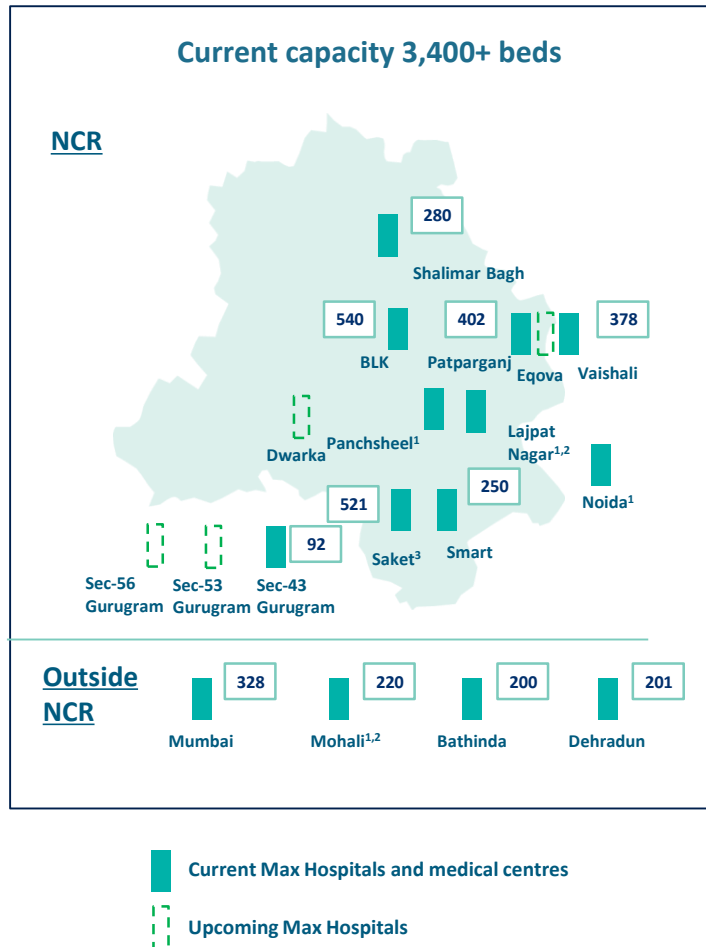 Current capacity 3,400+ beds
NCR
280
Shalimar Bagh
540
BLK
402
Patparganj
Eqova
378
Vaishali
Dwarka
Panchsheel¹
Lajpat
Nagar¹,²
Noida¹
521
Saket³
250
Smart
Sec-56
Gurugram
Sec-53
Gurugram
92
Sec-43
Gurugram
Outside
NCR
328
Mumbai
220
Mohali¹,²
200
Bathinda
201
Dehradun
Current Max Hospitals and medical centres
Upcoming Max Hospitals